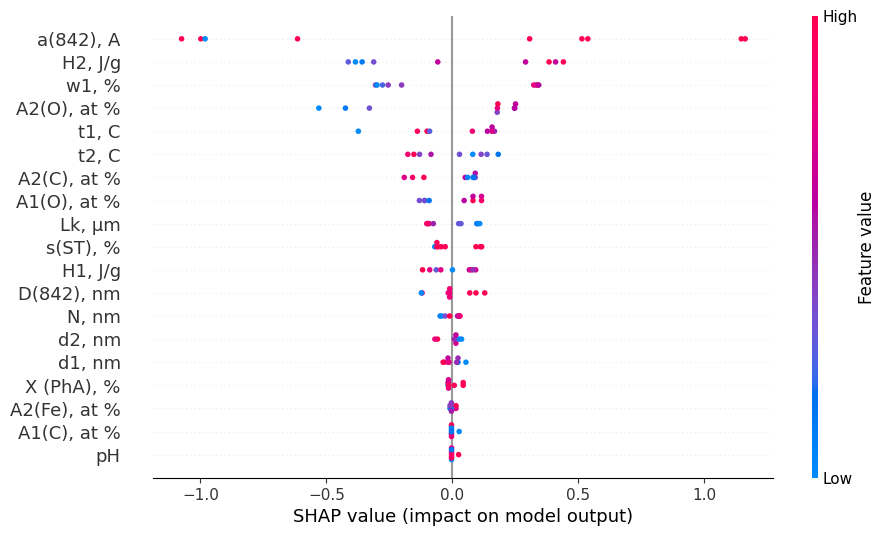 High
a(842), A
H2, J/g
w1, %
A2(O), at %
t1, C
t2, C
A2(C), at %
A1(O), at %
Lk, μm
s(ST), %
H1, J/g
D(842), nm
N, nm
d2, nm
d1, nm
X (PhA), %
A2(Fe), at %
A1(C), at %
pH
Feature value
Low
−1.0 −0.5 0.0 0.5 1.0
SHAP value (impact on model output)